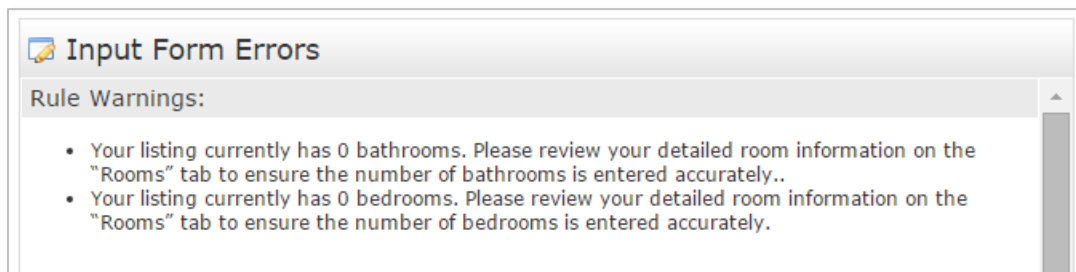 Input Form Errors
Rule Warnings:
• Your listing currently has 0 bathrooms. Please review your detailed room information on the
“Rooms” tab to ensure the number of bathrooms is entered accurately..
• Your listing currently has 0 bedrooms. Please review your detailed room information on the
“Rooms” tab to ensure the number of bedrooms is entered accurately.